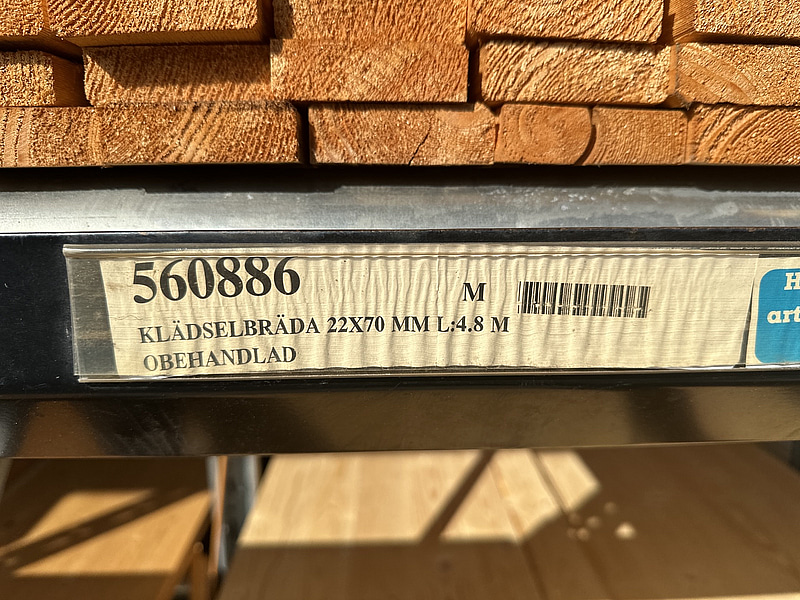 560886
M
KLÄDSELBRÄDA 22X70 MM L:4.8 M
OBEHANDLAD